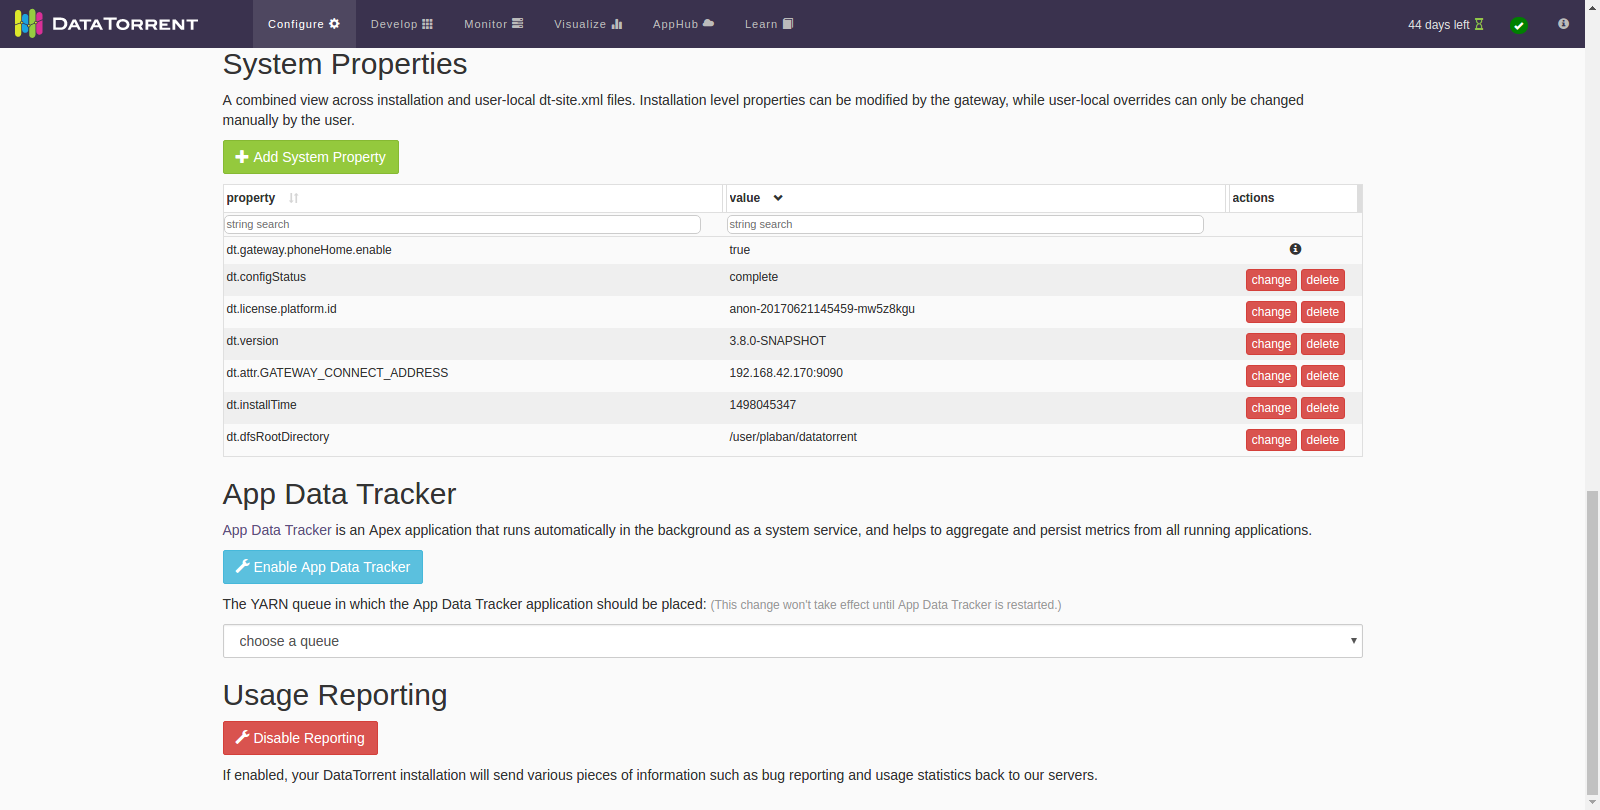 DATATORRENT Configure Develop Monitor Visualize AppHub Learn 44 days left
System Properties
A combined view across installation and user-local dt-site.xml files. Installation level properties can be modified by the gateway, while user-local overrides can only be changed
manually by the user.
Add System Property
property value actions
string search string search
dt.gateway.phoneHome.enable true
dt.configStatus complete change delete
dt.license.platform.id anon-20170621145459-mw5z8kgu change delete
dt.version 3.8.0-SNAPSHOT change delete
dt.attr.GATEWAY_CONNECT_ADDRESS 192.168.42.170:9090 change delete
dt.installTime 1498045347 change delete
dt.dfsRootDirectory /user/plaban/datatorrent change delete
App Data Tracker
App Data Tracker is an Apex application that runs automatically in the background as a system service, and helps to aggregate and persist metrics from all running applications.
Enable App Data Tracker
The YARN queue in which the App Data Tracker application should be placed: (This change won't take effect until App Data Tracker is restarted.)
choose a queue
Usage Reporting
Disable Reporting
If enabled, your DataTorrent installation will send various pieces of information such as bug reporting and usage statistics back to our servers.